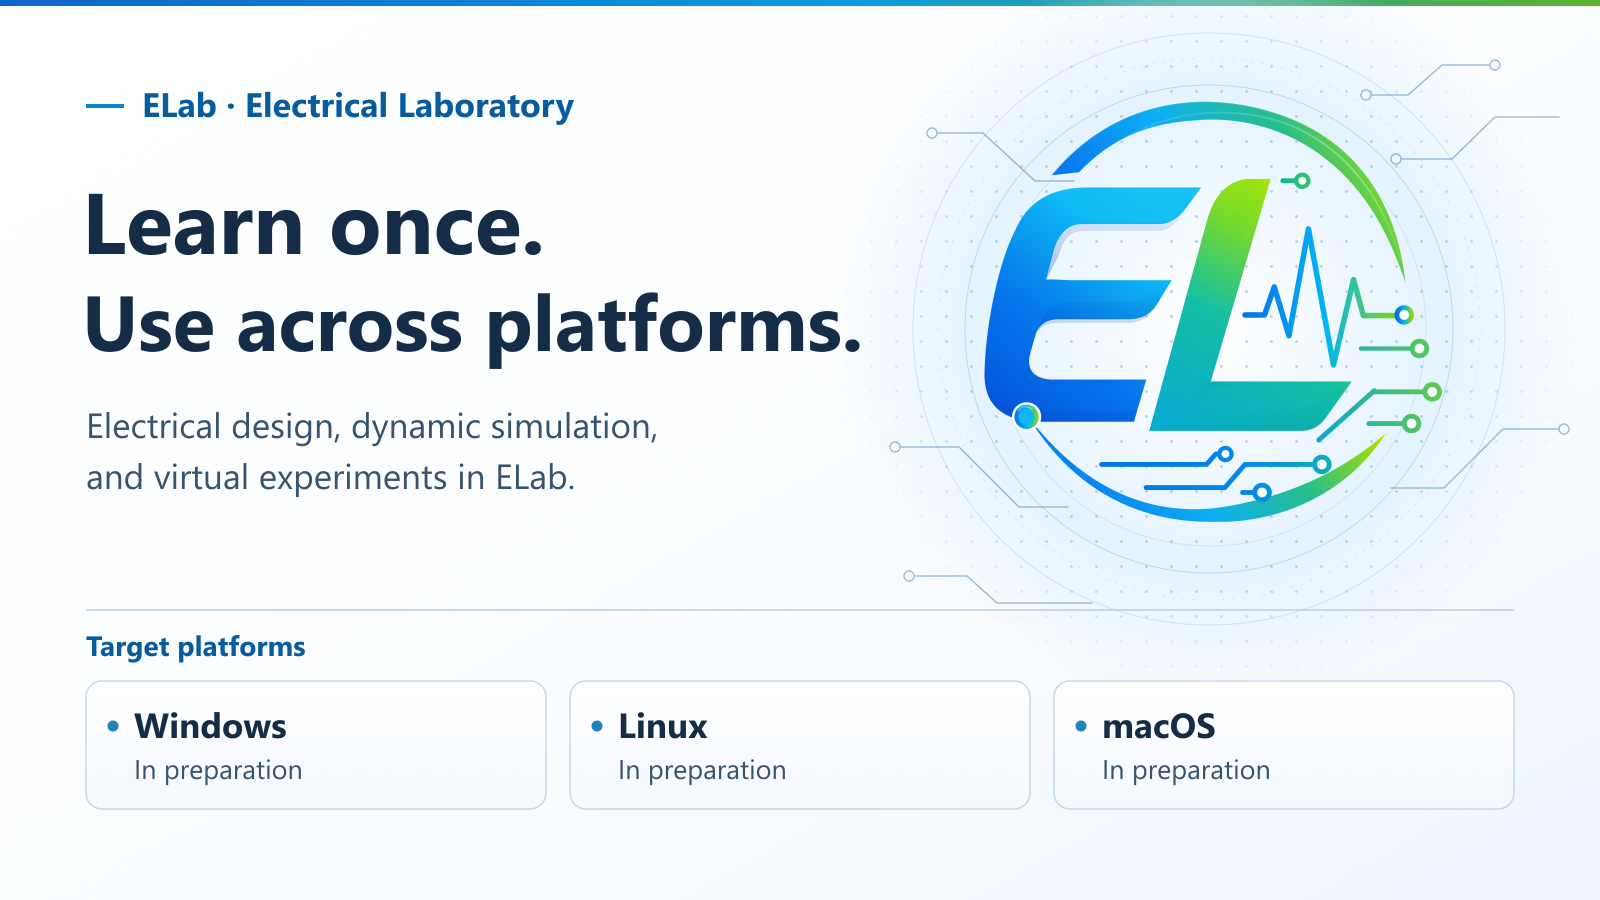 ELab · Electrical Laboratory
Learn once.
Use across platforms.
Electrical design, dynamic simulation,
and virtual experiments in ELab.
EL
Target platforms
• Windows
In preparation
• Linux
In preparation
• macOS
In preparation